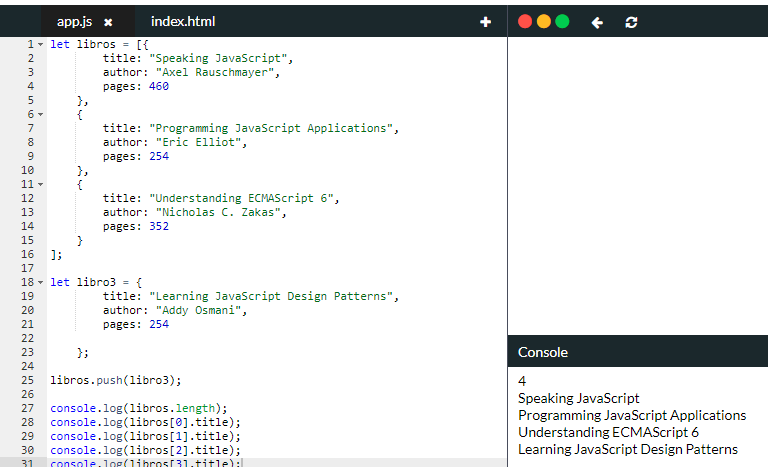 app.js ×
index.html
+
1 let libros = [{
2 title: "Speaking JavaScript",
3 author: "Axel Rauschmayer",
4 pages: 460
5 },
6 {
7 title: "Programming JavaScript Applications",
8 author: "Eric Elliot",
9 pages: 254
10 },
11 {
12 title: "Understanding ECMAScript 6",
13 author: "Nicholas C. Zakas",
14 pages: 352
15 }
16 ];
17
18 let libro3 = {
19 title: "Learning JavaScript Design Patterns",
20 author: "Addy Osmani",
21 pages: 254
22
23 };
24
25 libros.push(libro3);
26
27 console.log(libros.length);
28 console.log(libros[0].title);
29 console.log(libros[1].title);
30 console.log(libros[2].title);
31 console.log(libros[3].title);
Console
4
Speaking JavaScript
Programming JavaScript Applications
Understanding ECMAScript 6
Learning JavaScript Design Patterns